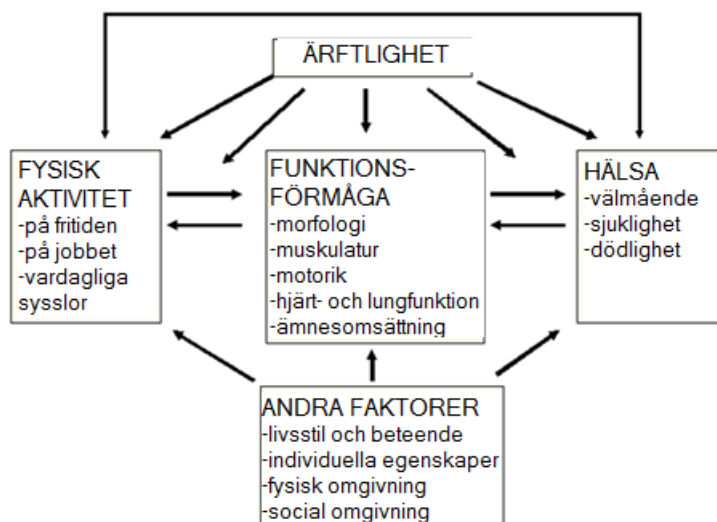 ÄRFTLIGHET
FYSISK
AKTIVITET
-på fritiden
-på jobbet
-vardagliga
sysslor
FUNKTIONS-
FÖRMÅGA
-morfologi
-muskulatur
-motorik
-hjärt- och lungfunktion
-ämnesomsättning
HÄLSA
-välmående
-sjuklighet
-dödlighet
ANDRA FAKTORER
-livsstil och beteende
-individuella egenskaper
-fysisk omgivning
-social omgivning